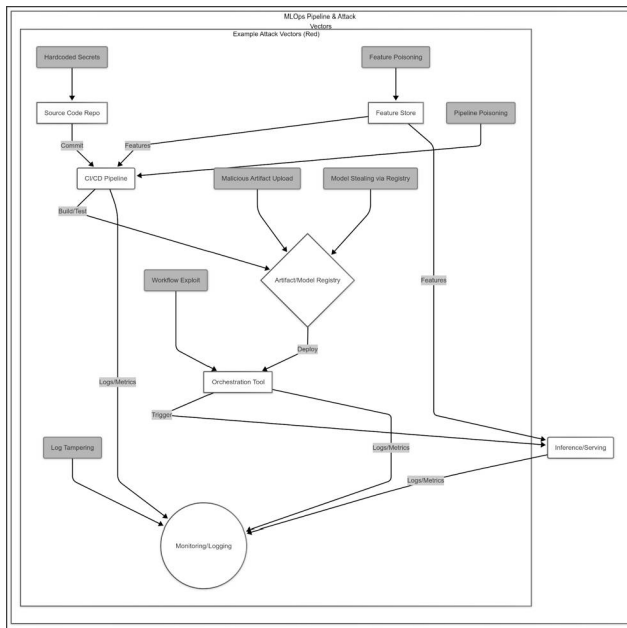 MLOps Pipeline & Attack
Vectors
Example Attack Vectors (Red)
Hardcoded Secrets
Feature Poisoning
Source Code Repo
Feature Store
Pipeline Poisoning
Commit
Features
CI/CD Pipeline
Malicious Artifact Upload
Model Stealing via Registry
Build/Test
Workflow Exploit
Artifact/Model Registry
Features
Deploy
Logs/Metrics
Orchestration Tool
Trigger
Log Tampering
Logs/Metrics
Inference/Serving
Logs/Metrics
Monitoring/Logging